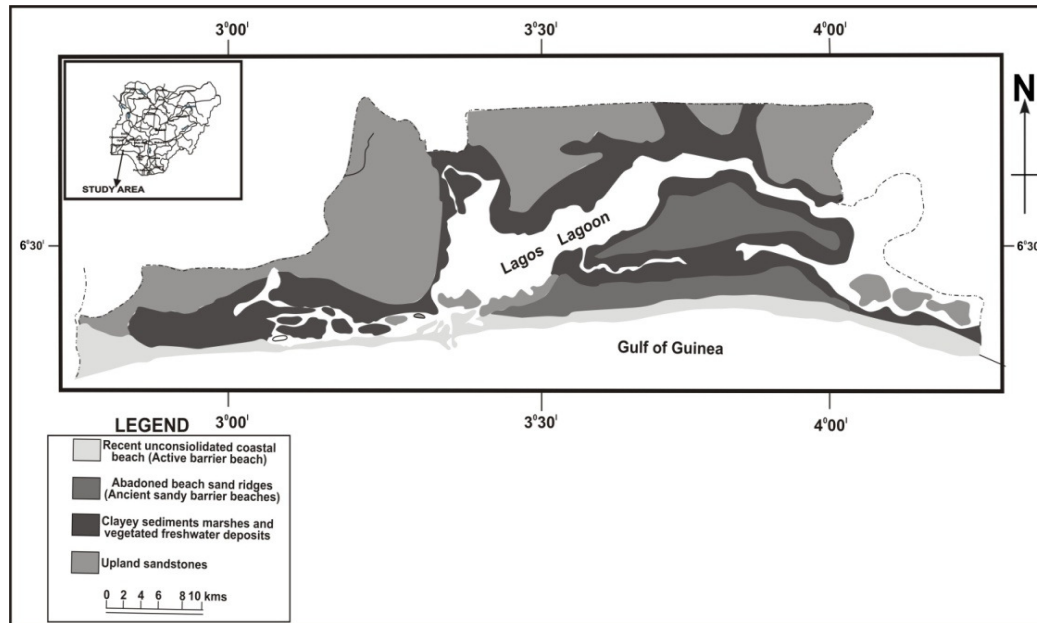 3°00' 3°30' 4°00'
N
STUDY AREA
6°30' 6°30'
Lagos Lagoon
Gulf of Guinea
3°00' 3°30' 4°00'
LEGEND
Recent unconsiolidated coastal
beach (Active barrier beach)
Abadoned beach sand ridges
(Ancient sandy barrier beaches)
Clayey sediments marshes and
vegetated freshwater deposits
Upland sandstones
0 2 4 6 8 10 kms